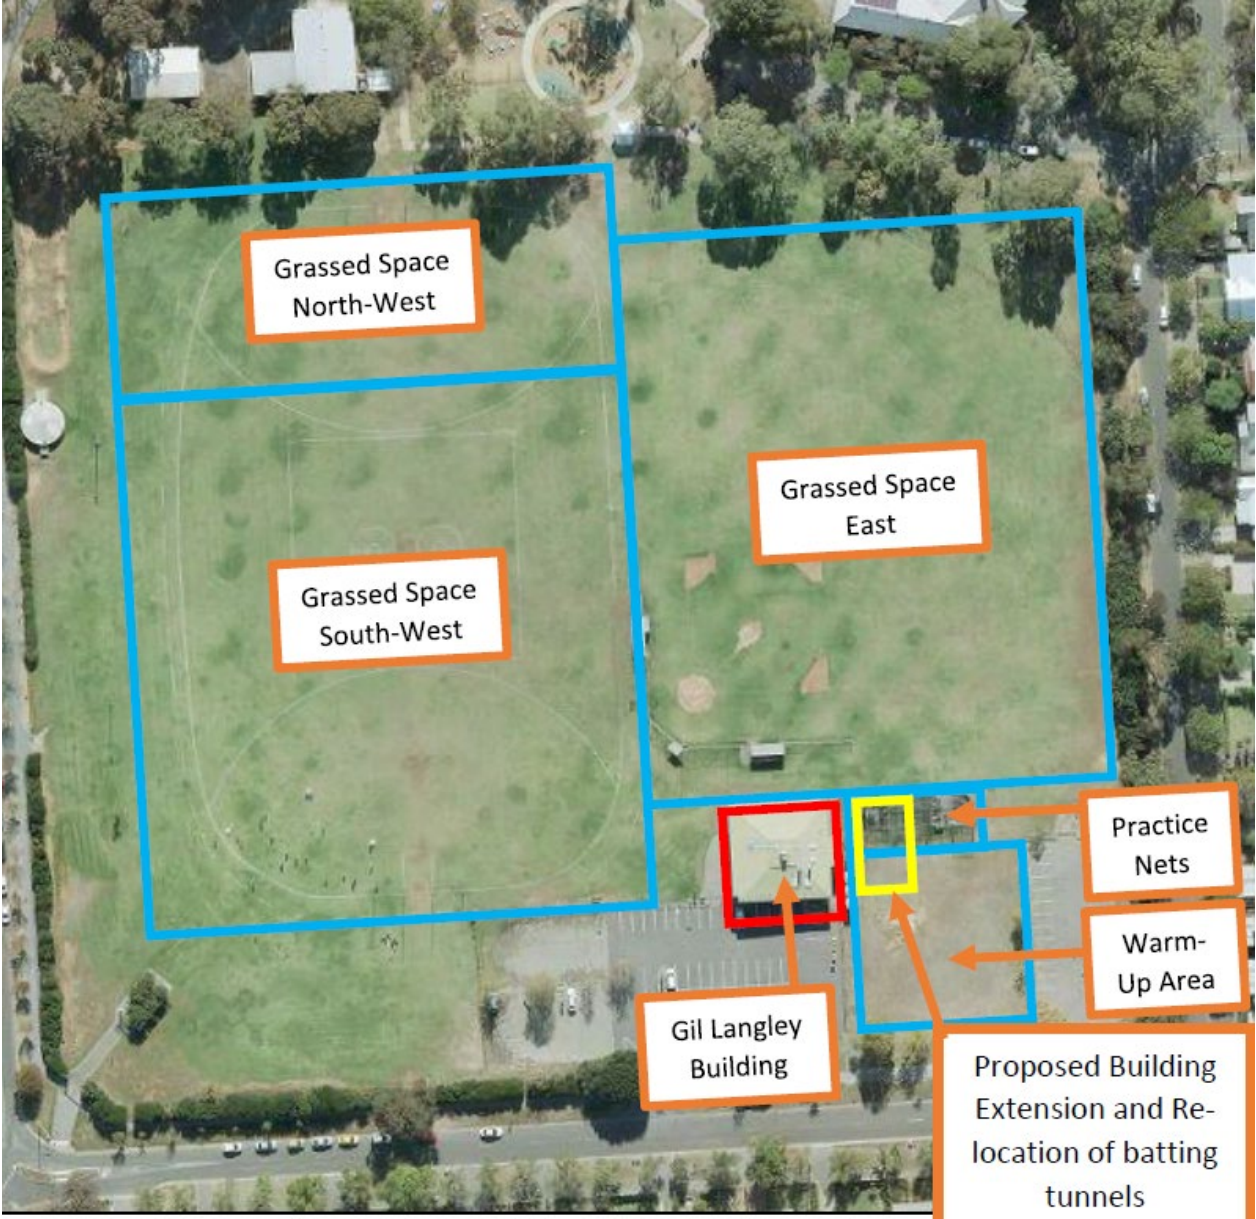 Grassed Space
North-West
Grassed Space
East
Grassed Space
South-West
Practice
Nets
Warm-
Up Area
Gil Langley
Building
Proposed Building
Extension and Re-
location of batting
tunnels